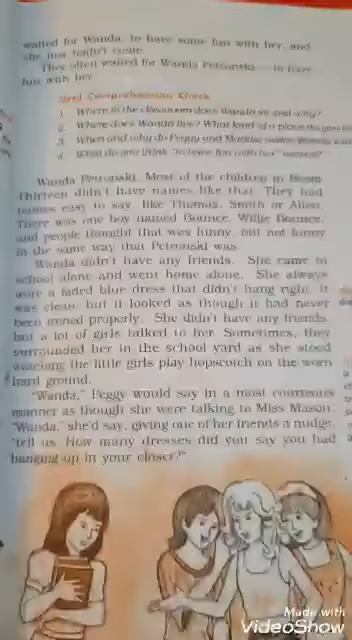 waited for Wanda, to have some fun with her, and
she just hadn't come.
They often waited for Wanda Petronski — to have
fun with her.
Oral Comprehension Check
1. Where in the classroom does Wanda sit and why?
2. Where does Wanda live? What kind of a place do you
3. When and why do Peggy and Maddie notice Wanda's
4. What do you think "to have fun with her" means?
Wanda Petronski. Most of the children in Room
Thirteen didn't have names like that. They had
names easy to say, like Thomas, Smith or Allen.
There was one boy named Bounce, Willie Bounce,
and people thought that was funny, but not funny
in the same way that Petronski was.
Wanda didn't have any friends. She came to
school alone and went home alone. She always
wore a faded blue dress that didn't hang right. It
was clean, but it looked as though it had never
been ironed properly. She didn't have any friends,
but a lot of girls talked to her. Sometimes, they
surrounded her in the school yard as she stood
watching the little girls play hopscotch on the worn
hard ground.
"Wanda," Peggy would say in a most courteous
manner as though she were talking to Miss Mason.
"Wanda," she'd say, giving one of her friends a nudge,
"tell us. How many dresses did you say you had
hanging up in your closet?"
Made with
VideoShow